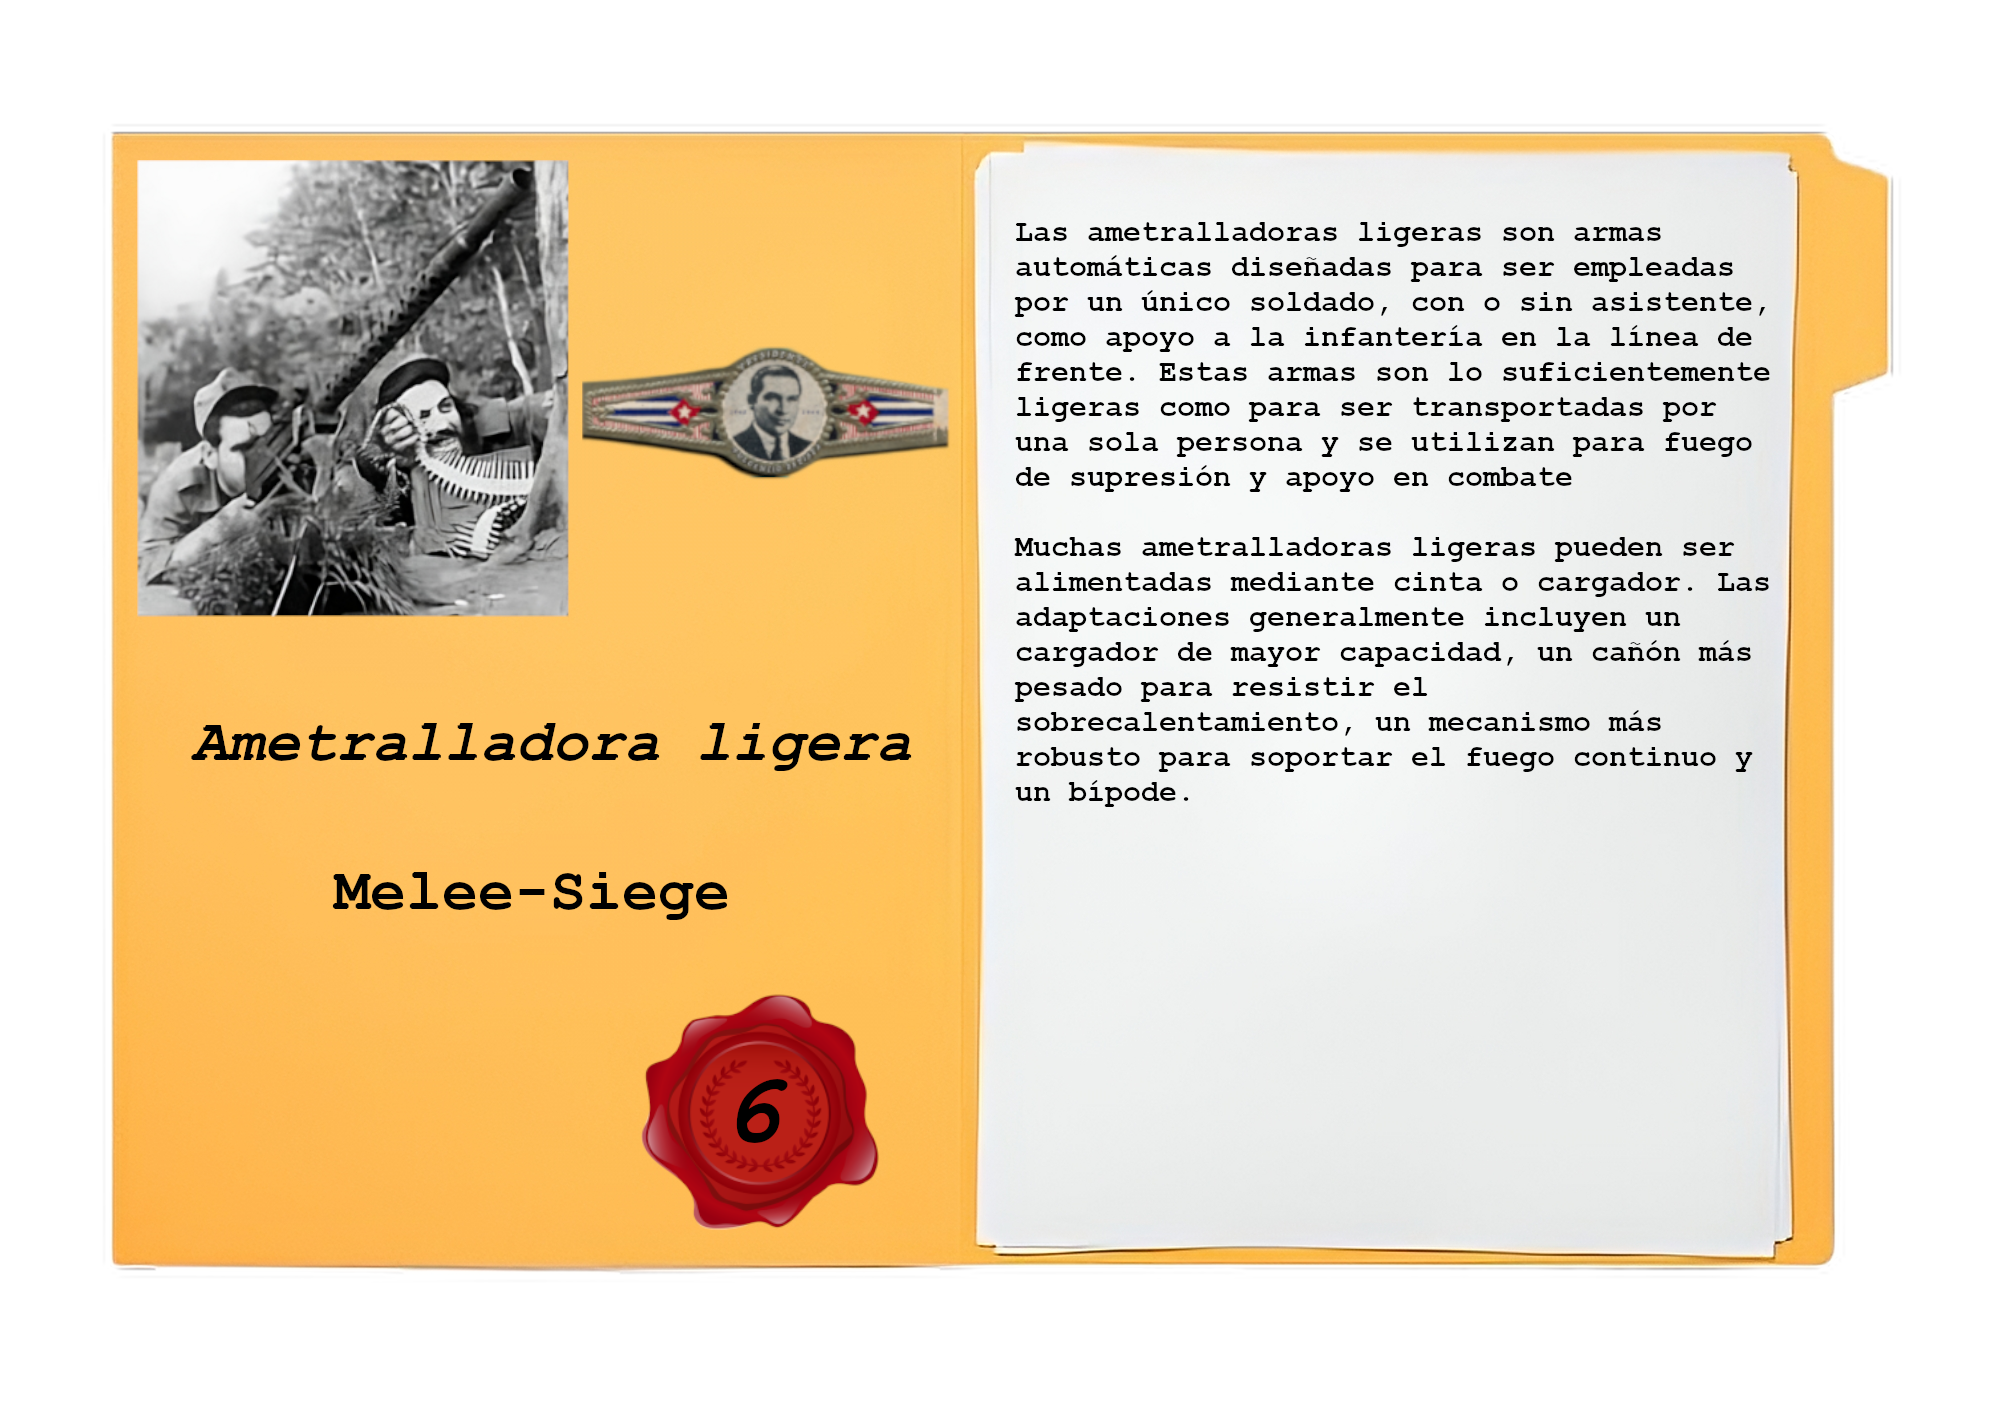 Ametralladora ligera
Melee-Siege
6
Las ametralladoras ligeras son armas
automáticas diseñadas para ser empleadas
por un único soldado, con o sin asistente,
como apoyo a la infantería en la línea de
frente. Estas armas son lo suficientemente
ligeras como para ser transportadas por
una sola persona y se utilizan para fuego
de supresión y apoyo en combate
Muchas ametralladoras ligeras pueden ser
alimentadas mediante cinta o cargador. Las
adaptaciones generalmente incluyen un
cargador de mayor capacidad, un cañón más
pesado para resistir el
sobrecalentamiento, un mecanismo más
robusto para soportar el fuego continuo y
un bípode.